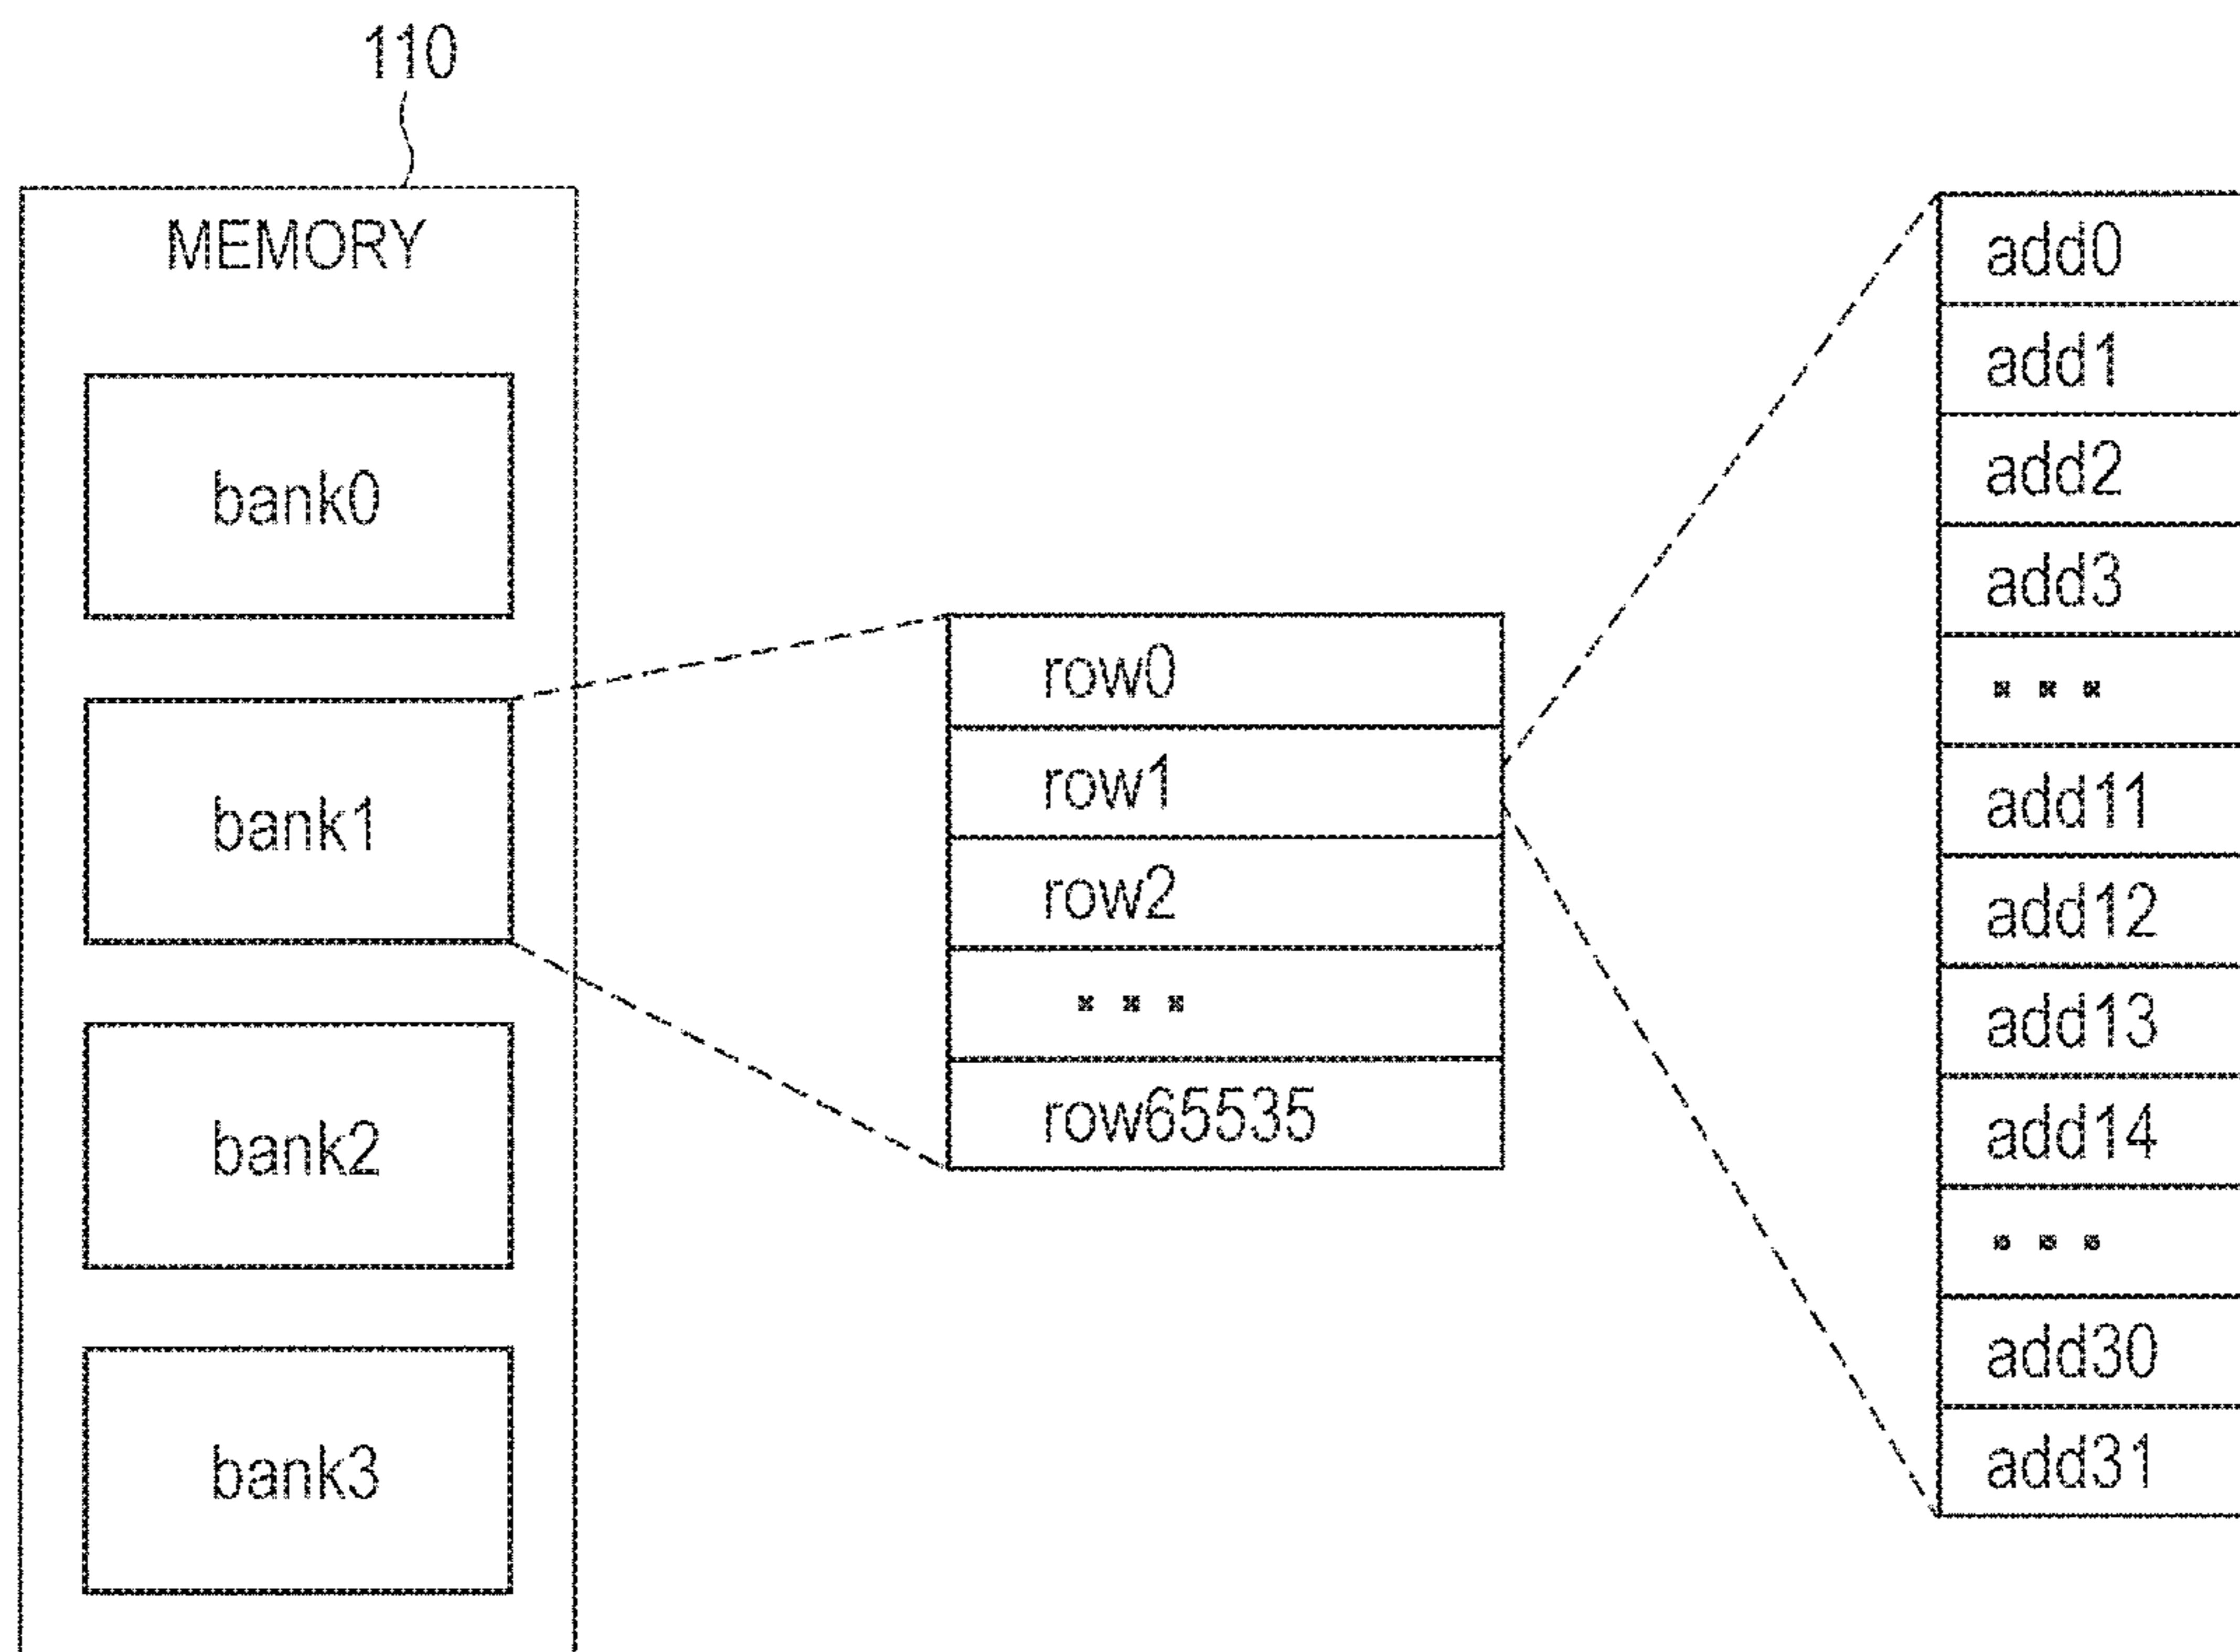 110
MEMORY
bank0
bank1
bank2
bank3
row0
row1
row2
...
row65535
add0
add1
add2
add3
...
add11
add12
add13
add14
...
add30
add31